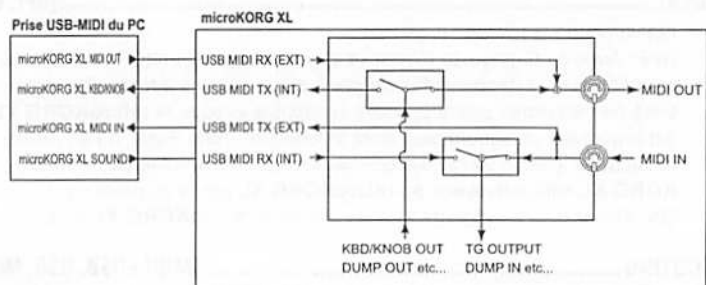 Prise USB-MIDI du PC
microKORG XL
microKORG XL MIDI OUT
microKORG XL KBD/KNOB
microKORG XL MIDI IN
microKORG XL SOUND
USB MIDI RX (EXT)
USB MIDI TX (INT)
USB MIDI TX (EXT)
USB MIDI RX (INT)
MIDI OUT
MIDI IN
KBD/KNOB OUT
DUMP OUT etc...
TG OUTPUT
DUMP IN etc...